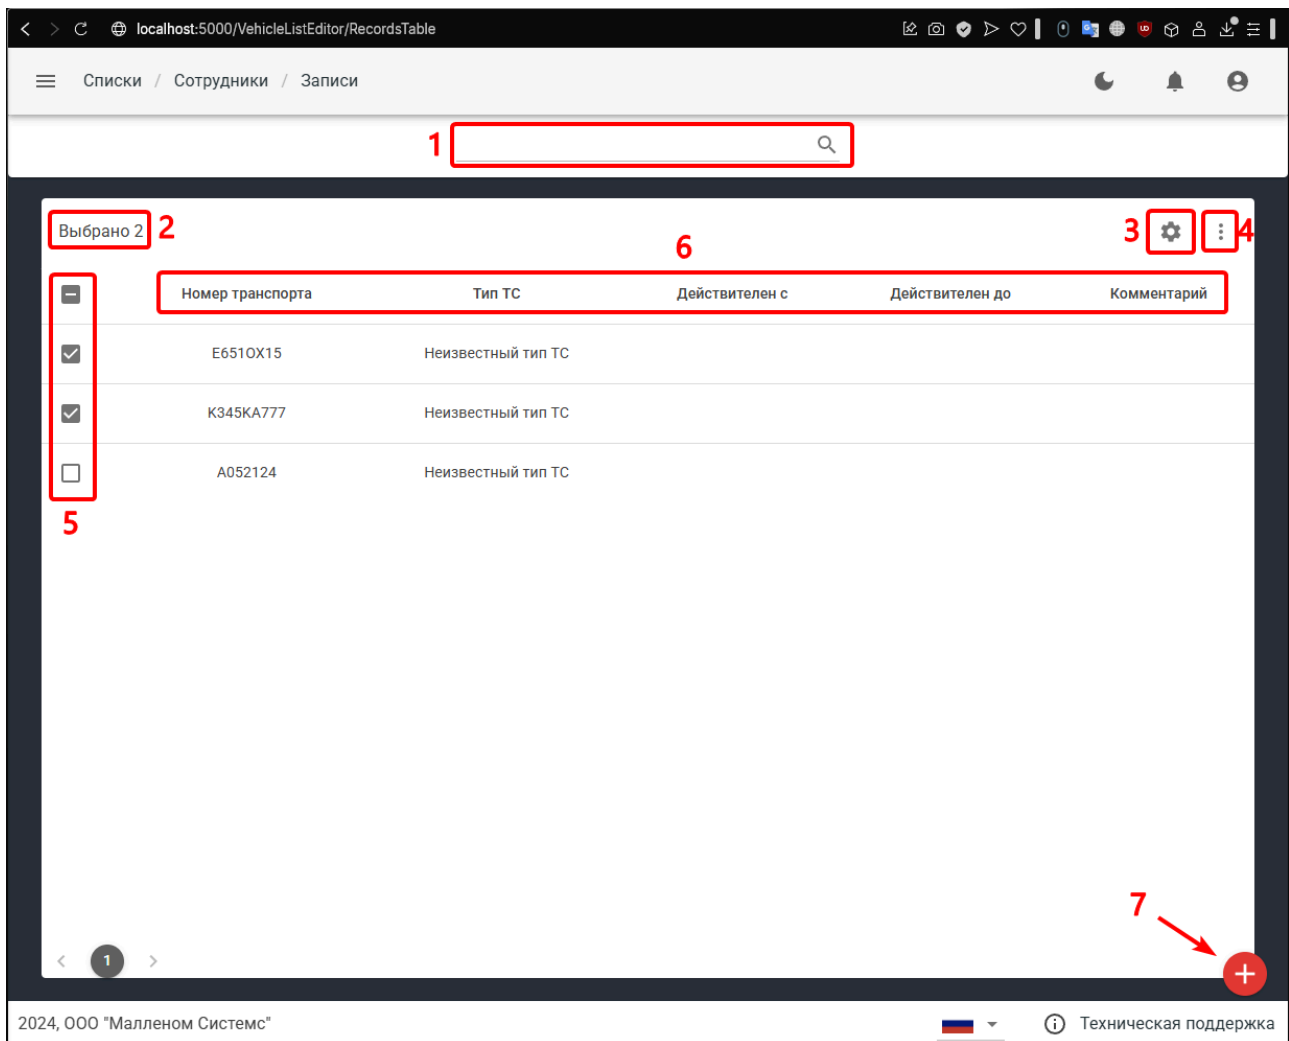 localhost:5000/VehicleListEditor/RecordsTable
Списки / Сотрудники / Записи
1
Выбрано 2 2
3
4
6
Номер транспорта Тип ТС Действителен с Действителен до Комментарий
E651OX15 Неизвестный тип ТС
K345KA777 Неизвестный тип ТС
A052124 Неизвестный тип ТС
5
7
< 1 >
2024, ООО "Малленом Системс"
Техническая поддержка